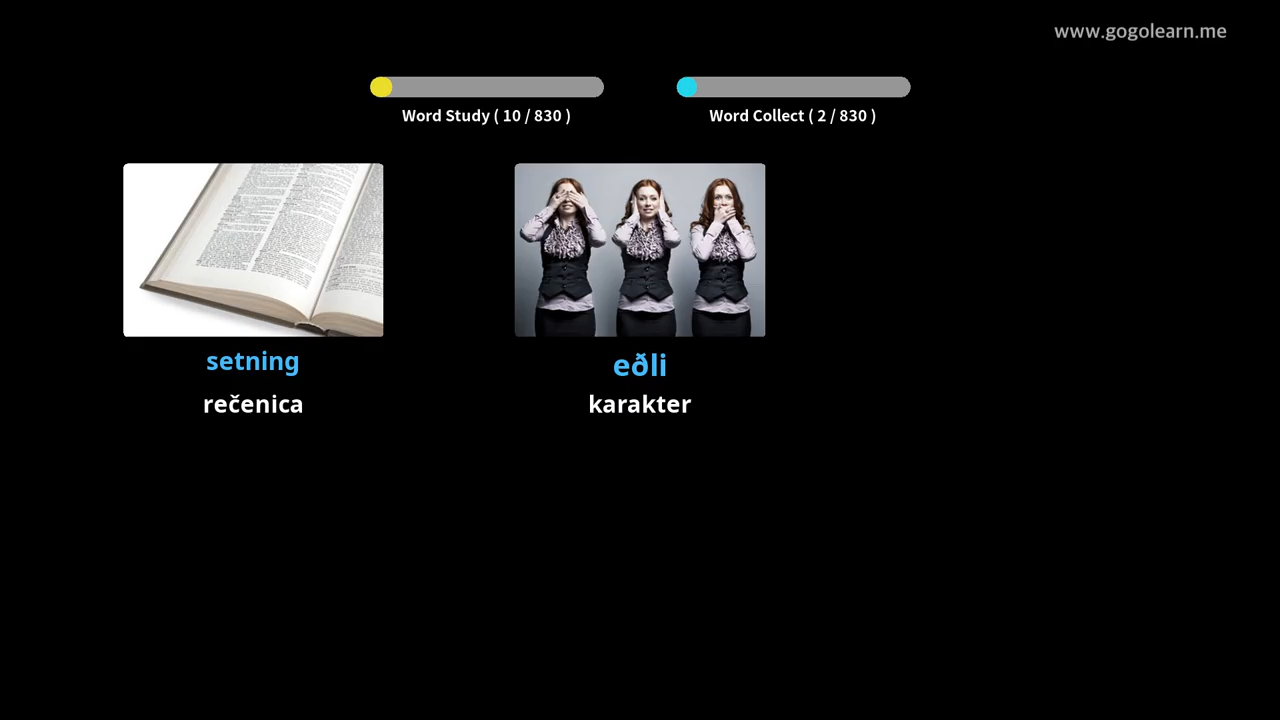 www.gogolearn.me
Word Study ( 10 / 830 )
Word Collect ( 2 / 830 )
setning
rečenica
eðli
karakter